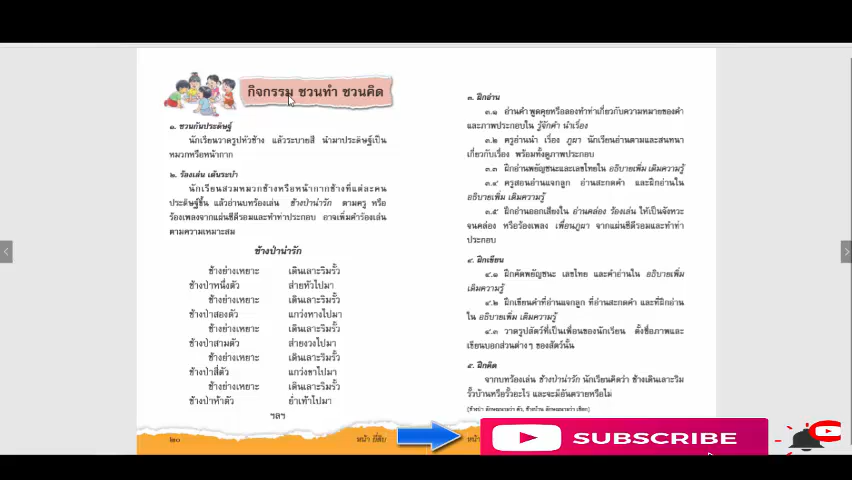 กิจกรรม ชวนทำ ชวนคิด
๑. ชวนกันประดิษฐ์
นักเรียนวาดรูปหัวช้าง แล้วระบายสี นำมาประดิษฐ์เป็น
หมวกหรือหน้ากาก
๒. ร้องเล่น เต้นระบำ
นักเรียนสวมหมวกช้างหรือหน้ากากช้างที่แต่ละคน
ประดิษฐ์ขึ้น แล้วอ่านบทร้องเล่น ช้างป่าน่ารัก ตามครู หรือ
ร้องเพลงจากแผ่นซีดีรอมและทำท่าประกอบ อาจเพิ่มคำร้องเล่น
ตามความเหมาะสม
ช้างป่าน่ารัก
ช้างย่างเหยาะ เดินเลาะริมรั้ว
ช้างป่าหนึ่งตัว ส่ายหัวไปมา
ช้างย่างเหยาะ เดินเลาะริมรั้ว
ช้างป่าสองตัว แกว่งหางไปมา
ช้างย่างเหยาะ เดินเลาะริมรั้ว
ช้างป่าสามตัว ส่ายงวงไปมา
ช้างย่างเหยาะ เดินเลาะริมรั้ว
ช้างป่าสี่ตัว แกว่งขาไปมา
ช้างย่างเหยาะ เดินเลาะริมรั้ว
ช้างป่าห้าตัว ย่ำเท้าไปมา
ฯลฯ
๒๐ หน้า ยี่สิบ
๓. ฝึกอ่าน
๓.๑ อ่านคำ พูดคุยหรือลองทำท่าเกี่ยวกับความหมายของคำ
และภาพประกอบใน รู้จักคำ นำเรื่อง
๓.๒ ครูอ่านนำ เรื่อง ภูผา นักเรียนอ่านตามและสนทนา
เกี่ยวกับเรื่อง พร้อมทั้งดูภาพประกอบ
๓.๓ ฝึกอ่านพยัญชนะและเลขไทยใน อธิบายเพิ่ม เติมความรู้
๓.๔ ครูสอนอ่านแจกลูก อ่านสะกดคำ และฝึกอ่านใน
อธิบายเพิ่ม เติมความรู้
๓.๕ ฝึกอ่านออกเสียงใน อ่านคล่อง ร้องเล่น ให้เป็นจังหวะ
จนคล่อง หรือร้องเพลง เพื่อนภูผา จากแผ่นซีดีรอมและทำท่า
ประกอบ
๔. ฝึกเขียน
๔.๑ ฝึกคัดพยัญชนะ เลขไทย และคำอ่านใน อธิบายเพิ่ม
เติมความรู้
๔.๒ ฝึกเขียนคำที่อ่านแจกลูก ที่อ่านสะกดคำ และที่ฝึกอ่าน
ใน อธิบายเพิ่ม เติมความรู้
๔.๓ วาดรูปสัตว์ที่เป็นเพื่อนของนักเรียน ตั้งชื่อภาพและ
เขียนบอกส่วนต่างๆ ของสัตว์นั้น
๕. ฝึกคิด
จากบทร้องเล่น ช้างป่าน่ารัก นักเรียนคิดว่า ช้างเดินเลาะริม
รั้วบ้านหรือรั้วอะไร และจะมีอันตรายหรือไม่
(ช้างป่า ลักษณนามว่า ตัว, ช้างบ้าน ลักษณนามว่า เชือก)
หน้า
SUBSCRIBE